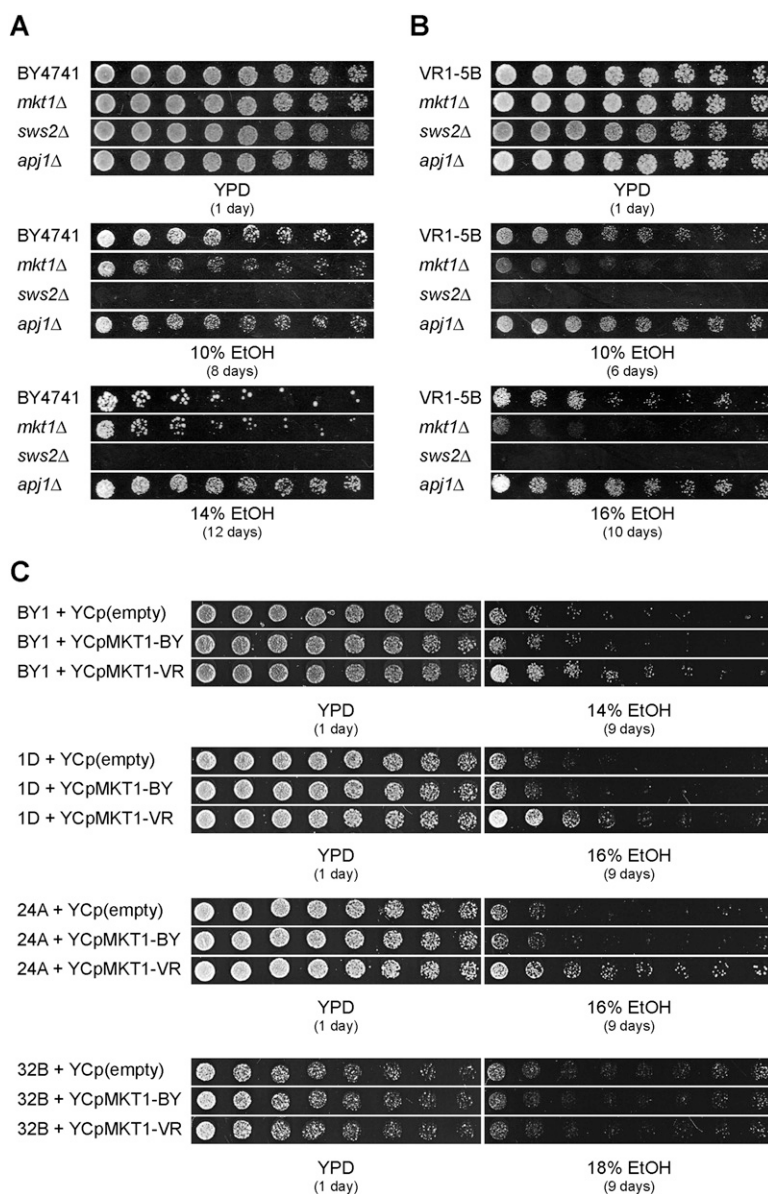 A
BY4741
mkt1Δ
sws2Δ
apj1Δ
YPD
(1 day)
BY4741
mkt1Δ
sws2Δ
apj1Δ
10% EtOH
(8 days)
BY4741
mkt1Δ
sws2Δ
apj1Δ
14% EtOH
(12 days)
B
VR1-5B
mkt1Δ
sws2Δ
apj1Δ
YPD
(1 day)
VR1-5B
mkt1Δ
sws2Δ
apj1Δ
10% EtOH
(6 days)
VR1-5B
mkt1Δ
sws2Δ
apj1Δ
16% EtOH
(10 days)
C
BY1 + YCp(empty)
BY1 + YCpMKT1-BY
BY1 + YCpMKT1-VR
YPD
(1 day)
14% EtOH
(9 days)
1D + YCp(empty)
1D + YCpMKT1-BY
1D + YCpMKT1-VR
YPD
(1 day)
16% EtOH
(9 days)
24A + YCp(empty)
24A + YCpMKT1-BY
24A + YCpMKT1-VR
YPD
(1 day)
16% EtOH
(9 days)
32B + YCp(empty)
32B + YCpMKT1-BY
32B + YCpMKT1-VR
YPD
(1 day)
18% EtOH
(9 days)